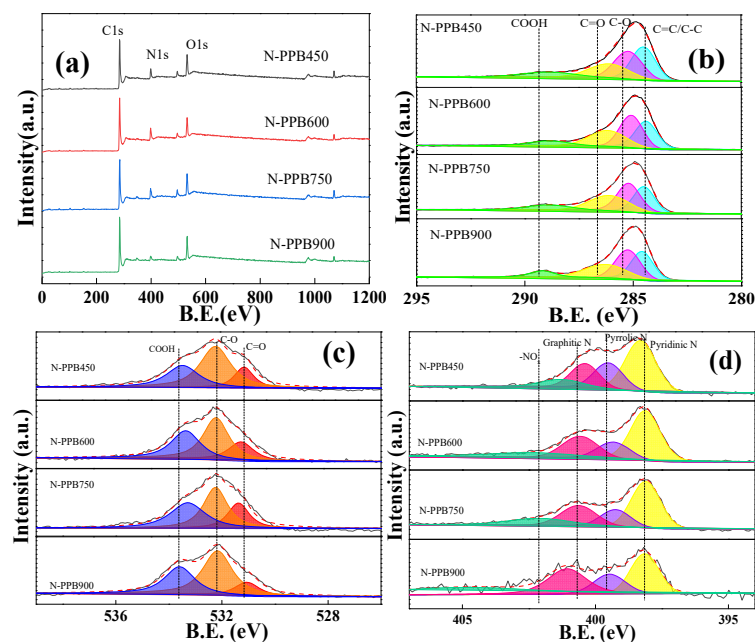 C1s
N1s
O1s
(a)
N-PPB450
N-PPB600
N-PPB750
N-PPB900
Intensity(a.u.)
0 200 400 600 800 1000 1200
B.E.(eV)
N-PPB450
COOH
C=O
C-O
C=C/C-C
(b)
N-PPB600
N-PPB750
N-PPB900
Intensity (a.u.)
295 290 285 280
B.E. (eV)
(c)
COOH
C-O
C=O
N-PPB450
N-PPB600
N-PPB750
N-PPB900
Intensity (a.u.)
536 532 528
B.E. (eV)
-NO
Graphitic N
Pyrrolic N
Pyridinic N
(d)
N-PPB450
N-PPB600
N-PPB750
N-PPB900
Intensity (a.u.)
405 400 395
B.E. (eV)